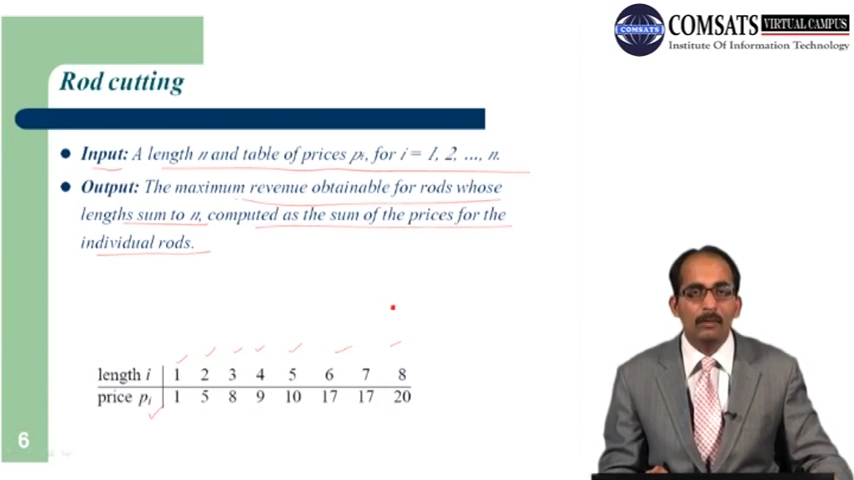 COMSATS VIRTUAL CAMPUS
COMSATS
Institute Of Information Technology
Rod cutting
Input: A length n and table of prices pᵢ, for i = 1, 2, …, n.
Output: The maximum revenue obtainable for rods whose
lengths sum to n, computed as the sum of the prices for the
individual rods.
length i 1 2 3 4 5 6 7 8
price pᵢ 1 5 8 9 10 17 17 20
6